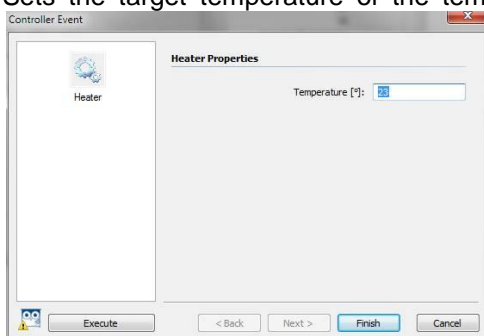 Sets the target temperature of the tem
Controller Event
Heater Properties
Temperature [°]: 23
Heater
Execute
< Back Next > Finish Cancel